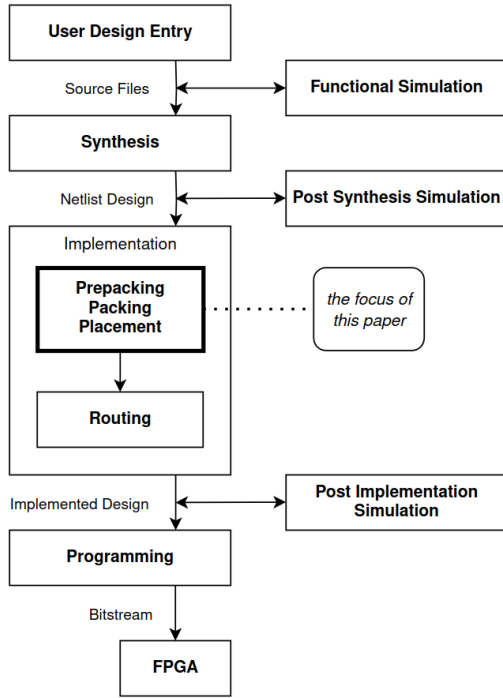 User Design Entry
Source Files
Functional Simulation
Synthesis
Netlist Design
Post Synthesis Simulation
Implementation
Prepacking
Packing
Placement
the focus of
this paper
Routing
Implemented Design
Post Implementation
Simulation
Programming
Bitstream
FPGA